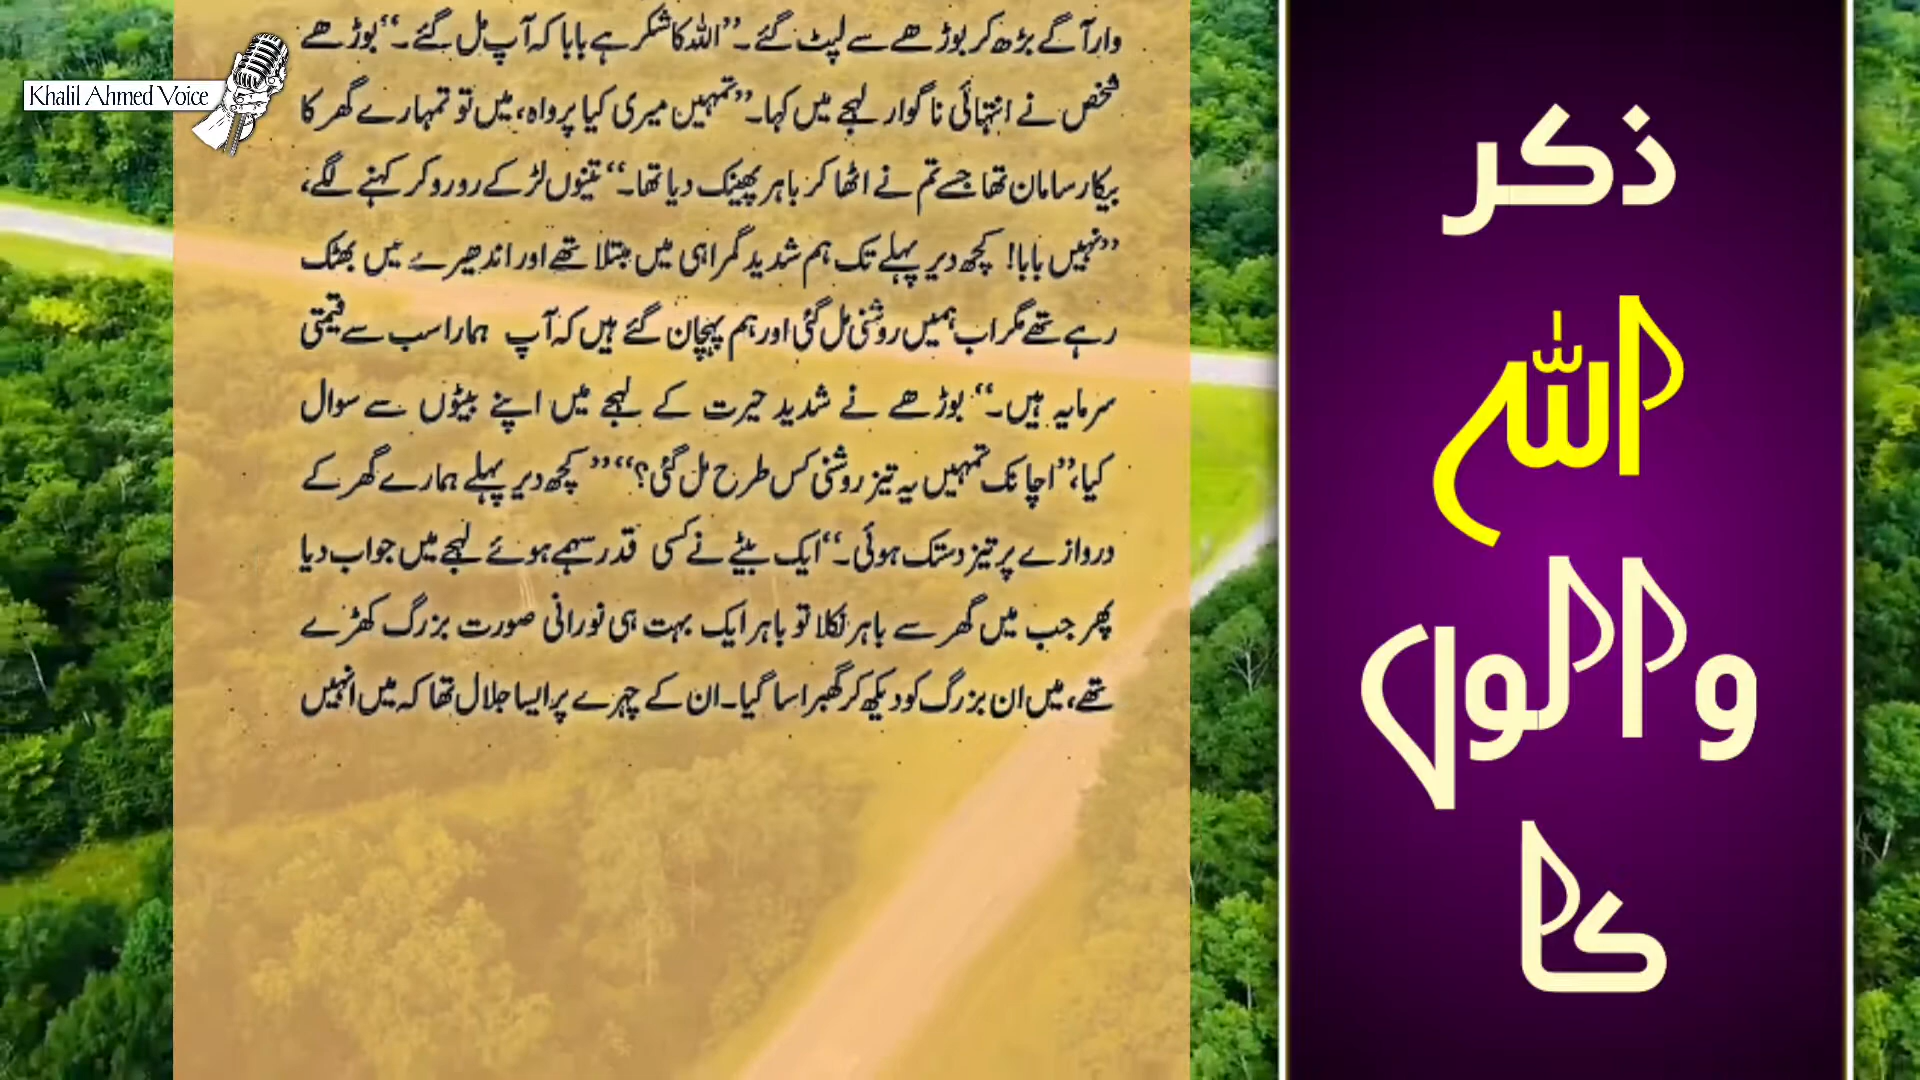 Khalil Ahmed Voice
وار آگے بڑھ کر بوڑھے سے لپٹ گئے۔ ”اللہ کا شکر ہے بابا کہ آپ مل گئے۔“ بوڑھے
شخص نے انتہائی ناگوار لہجے میں کہا۔ ”تمہیں میری کیا پرواہ، میں تو تمہارے گھر کا
بیکار سامان تھا جسے تم نے اٹھا کر باہر پھینک دیا تھا۔“ تینوں لڑکے رو رو کر کہنے لگے،
”نہیں بابا! کچھ دیر پہلے تک ہم شدید گمراہی میں مبتلا تھے اور اندھیرے میں بھٹک
رہے تھے مگر اب ہمیں روشنی مل گئی اور ہم پہچان گئے ہیں کہ آپ ہمارا سب سے قیمتی
سرمایہ ہیں۔“ بوڑھے نے شدید حیرت کے لہجے میں اپنے بیٹوں سے سوال
کیا، ”اچانک تمہیں یہ تیز روشنی کس طرح مل گئی؟“ ”کچھ دیر پہلے ہمارے گھر کے
دروازے پر تیز دستک ہوئی۔“ ایک بیٹے نے کسی قدر سہمے ہوئے لہجے میں جواب دیا
پھر جب میں گھر سے باہر نکلا تو باہر ایک بہت ہی نورانی صورت بزرگ کھڑے
تھے، میں ان بزرگ کو دیکھ کر گھبرا سا گیا۔ ان کے چہرے پر ایسا جلال تھا کہ میں انہیں
ذکر
اللہ
والوں
کا